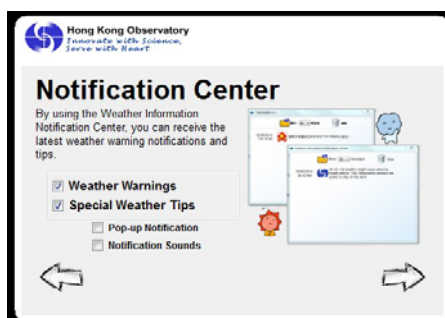 Hong Kong Observatory
Innovate with Science,
Serve with Heart
Notification Center
By using the Weather Information
Notification Center, you can receive the
latest weather warning notifications and
tips.
Weather Warnings
Special Weather Tips
Pop-up Notification
Notification Sounds